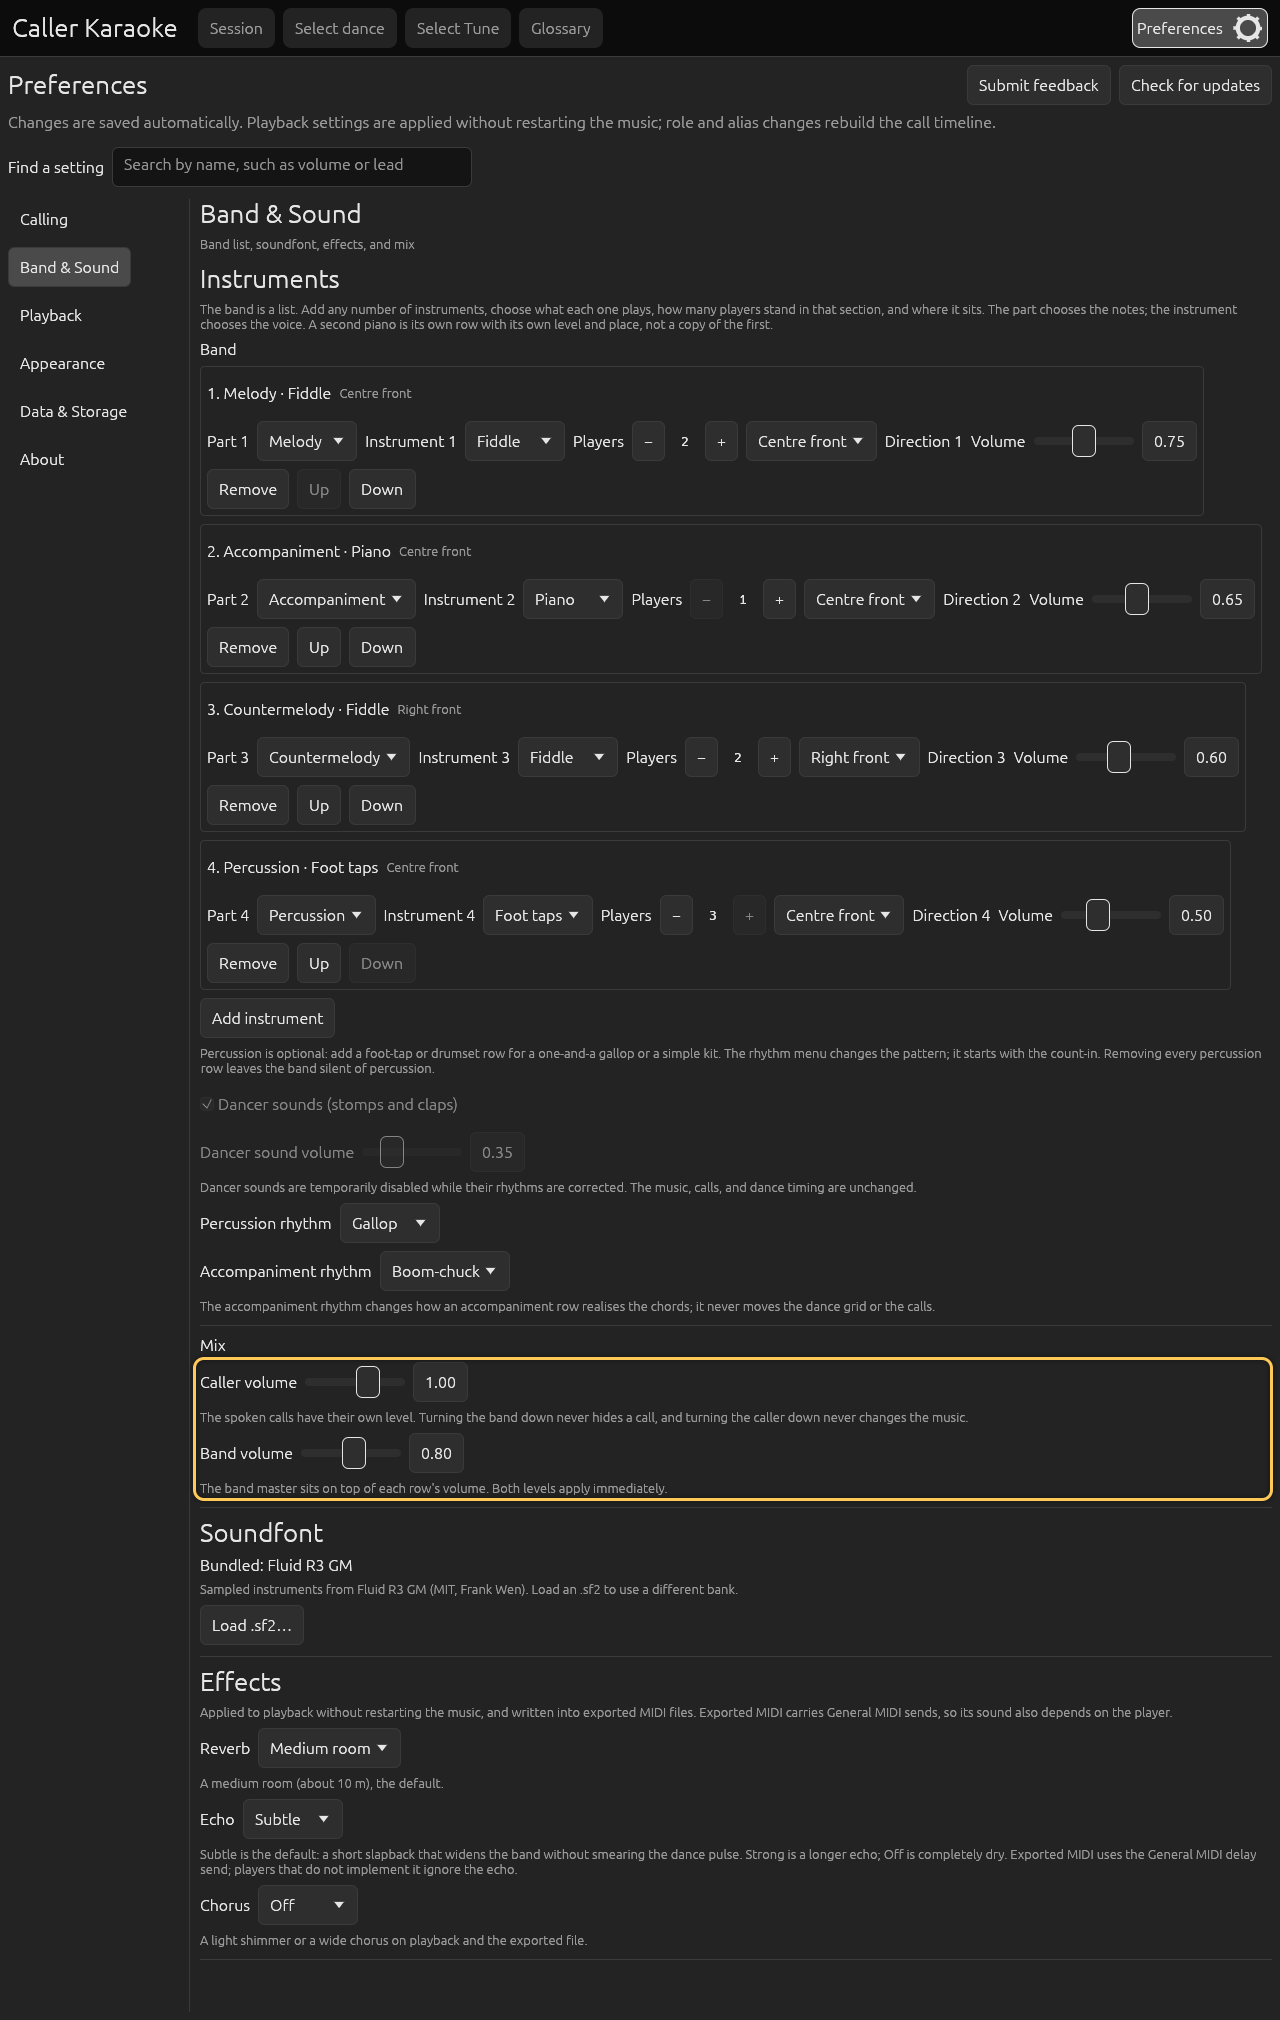 Caller Karaoke Session Select dance Select Tune Glossary Preferences
Preferences Submit feedback Check for updates
Changes are saved automatically. Playback settings are applied without restarting the music; role and alias changes rebuild the call timeline.
Find a setting Search by name, such as volume or lead
Calling
Band & Sound
Playback
Appearance
Data & Storage
About
Band & Sound
Band list, soundfont, effects, and mix
Instruments
The band is a list. Add any number of instruments, choose what each one plays, how many players stand in that section, and where it sits. The part chooses the notes; the instrument
chooses the voice. A second piano is its own row with its own level and place, not a copy of the first.
Band
1. Melody · Fiddle Centre front
Part 1 Melody Instrument 1 Fiddle Players − 2 + Centre front Direction 1 Volume 0.75
Remove Up Down
2. Accompaniment · Piano Centre front
Part 2 Accompaniment Instrument 2 Piano Players − 1 + Centre front Direction 2 Volume 0.65
Remove Up Down
3. Countermelody · Fiddle Right front
Part 3 Countermelody Instrument 3 Fiddle Players − 2 + Right front Direction 3 Volume 0.60
Remove Up Down
4. Percussion · Foot taps Centre front
Part 4 Percussion Instrument 4 Foot taps Players − 3 + Centre front Direction 4 Volume 0.50
Remove Up Down
Add instrument
Percussion is optional: add a foot-tap or drumset row for a one-and-a gallop or a simple kit. The rhythm menu changes the pattern; it starts with the count-in. Removing every percussion
row leaves the band silent of percussion.
Dancer sounds (stomps and claps)
Dancer sound volume 0.35
Dancer sounds are temporarily disabled while their rhythms are corrected. The music, calls, and dance timing are unchanged.
Percussion rhythm Gallop
Accompaniment rhythm Boom-chuck
The accompaniment rhythm changes how an accompaniment row realises the chords; it never moves the dance grid or the calls.
Mix
Caller volume 1.00
The spoken calls have their own level. Turning the band down never hides a call, and turning the caller down never changes the music.
Band volume 0.80
The band master sits on top of each row's volume. Both levels apply immediately.
Soundfont
Bundled: Fluid R3 GM
Sampled instruments from Fluid R3 GM (MIT, Frank Wen). Load an .sf2 to use a different bank.
Load .sf2…
Effects
Applied to playback without restarting the music, and written into exported MIDI files. Exported MIDI carries General MIDI sends, so its sound also depends on the player.
Reverb Medium room
A medium room (about 10 m), the default.
Echo Subtle
Subtle is the default: a short slapback that widens the band without smearing the dance pulse. Strong is a longer echo; Off is completely dry. Exported MIDI uses the General MIDI delay
send; players that do not implement it ignore the echo.
Chorus Off
A light shimmer or a wide chorus on playback and the exported file.